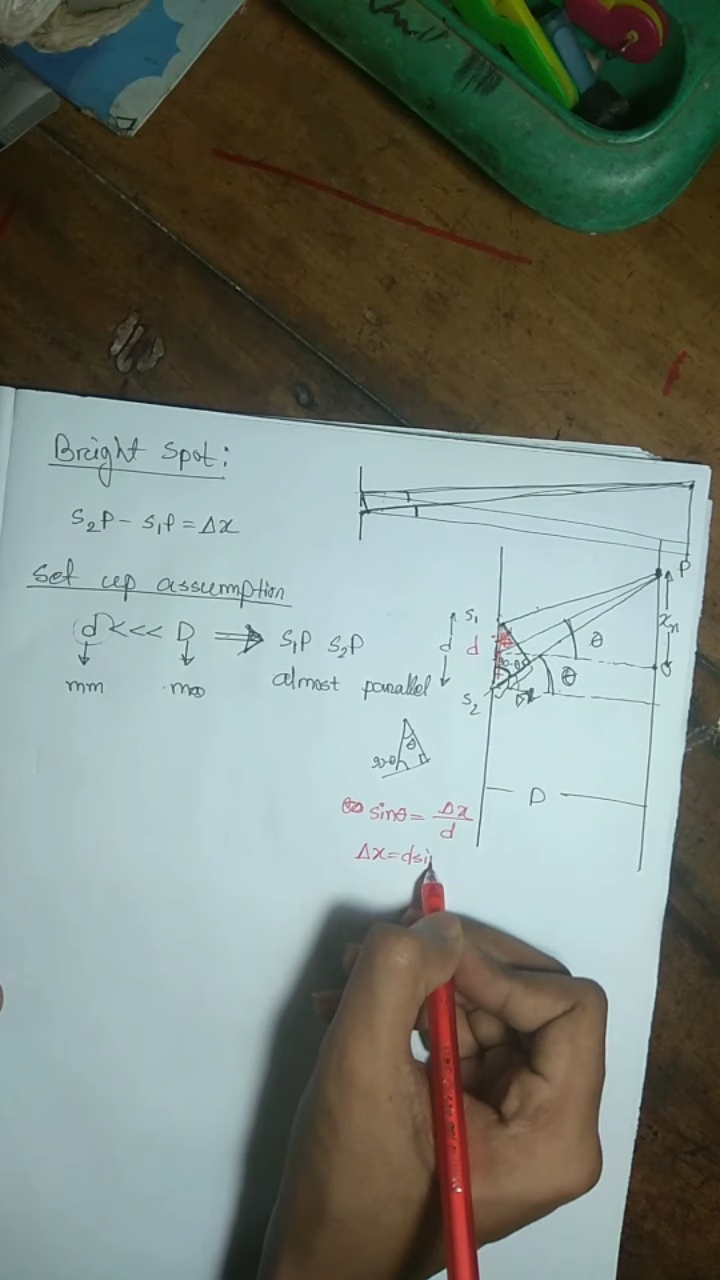 Bright Spot:
S₂P - S₁P = Δx
Set up assumption
d <<< D ⇒ S₁P S₂P
mm
almost parallel
P
xₙ
O
S₁
d
d
θ
θ
S₂
Δx
θ
90°
D
sinθ = Δx/d
Δx = dsi